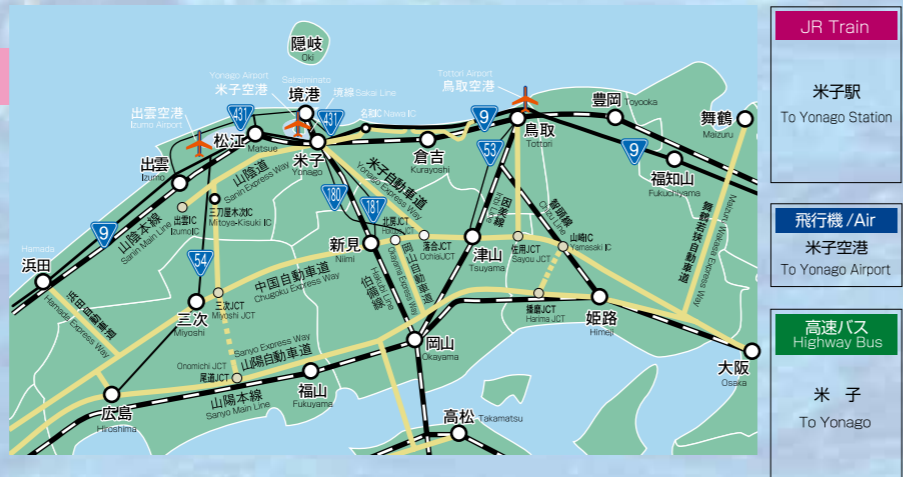 隠岐
Oki
Yonago Airport
米子空港
Sakaiminato
境港
境線 Sakai Line
Tottori Airport
鳥取空港
豊岡 Toyooka
舞鶴
Maizuru
出雲空港
Izumo Airport
431
431
名和IC Nawa IC
9
松江
Matsue
米子
Yonago
倉吉
Kurayoshi
鳥取
Tottori
53
9
福知山
Fukuchiyama
出雲
Izumo
山陰道
Sanin Express Way
米子自動車道
Yonago Express Way
180
181
因美線
智頭線
Chizu Line
舞鶴若狭自動車道
Maizuru Wakasa Express Way
山陰本線
Sanin Main Line
9
出雲IC
Izumo IC
三刀屋木次IC
Mitoya-Kisuki IC
54
新見
Niimi
北房JCT
Hokubo JCT
落合JCT
Ochiai JCT
津山
Tsuyama
佐用JCT
Sayou JCT
山崎IC
Yamasaki IC
Hamada
浜田
浜田自動車道
Hamada Express Way
中国自動車道
Chugoku Express Way
伯備線
Hakubi Line
岡山自動車道
Okayama Express Way
三次
Miyoshi
三次JCT
Miyoshi JCT
播磨JCT
Harima JCT
姫路
Himeji
Sanyo Express Way
山陽自動車道
岡山
Okayama
大阪
Osaka
Onomichi JCT
尾道JCT
福山
Fukuyama
広島
Hiroshima
山陽本線
Sanyo Main Line
高松 Takamatsu
JR Train
米子駅
To Yonago Station
飛行機/Air
米子空港
To Yonago Airport
高速バス
Highway Bus
米 子
To Yonago